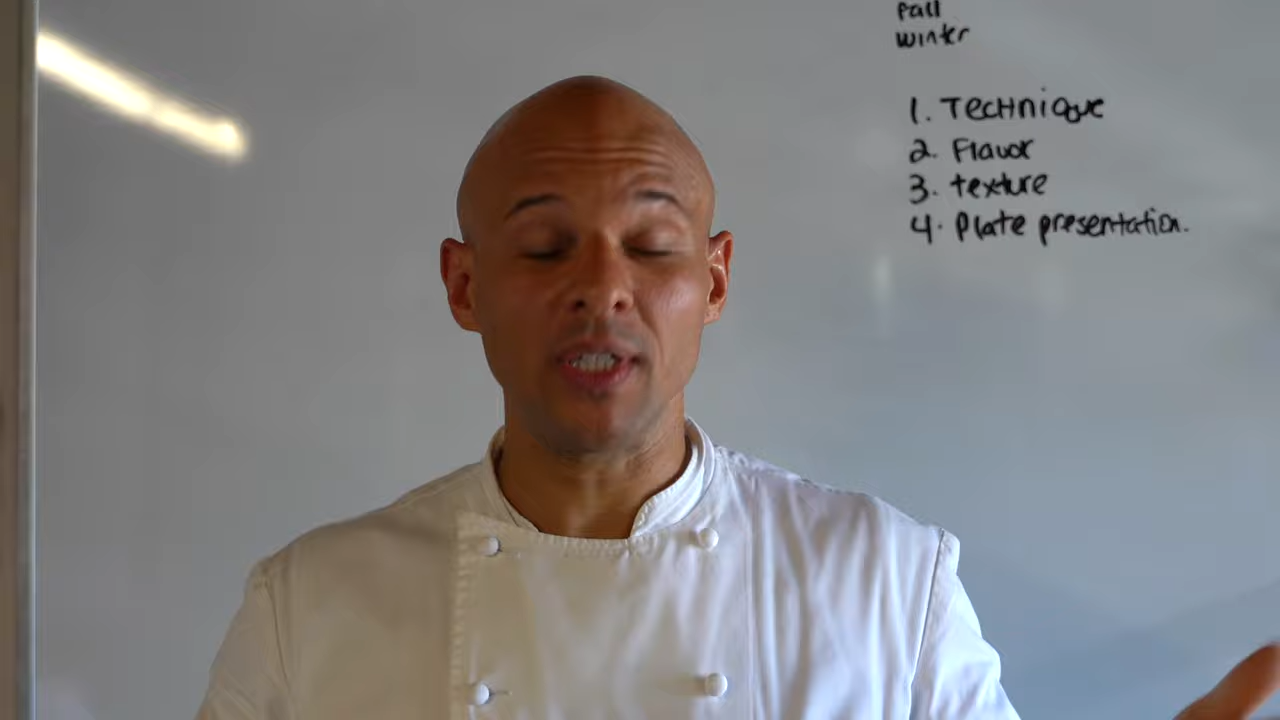 Fall
winter
1. Technique
2. Flavor
3. texture
4. Plate presentation.